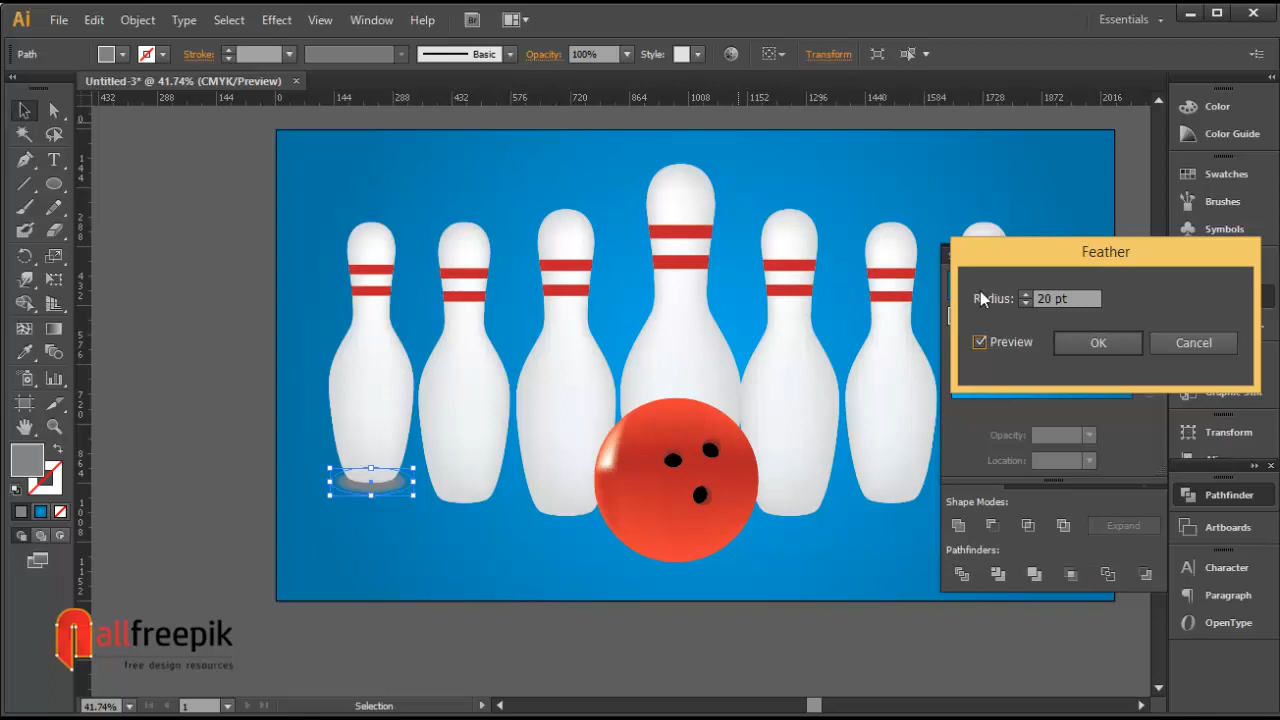 Ai File Edit Object Type Select Effect View Window Help Br Essentials
Path Stroke: Basic Opacity: 100% Style: Transform
Untitled-3* @ 41.74% (CMYK/Preview) ×
432 288 144 0 144 288 432 576 720 864 1008 1152 1296 1440 1584 1728 1872 2016
Color
Color Guide
Swatches
Brushes
Symbols
Feather
Radius: 20 pt
Preview OK Cancel
Opacity:
Location:
Transform
Shape Modes:
Expand
Pathfinders:
Pathfinder
Artboards
Character
Paragraph
OpenType
allfreepik
free design resources
41.74% 1 Selection